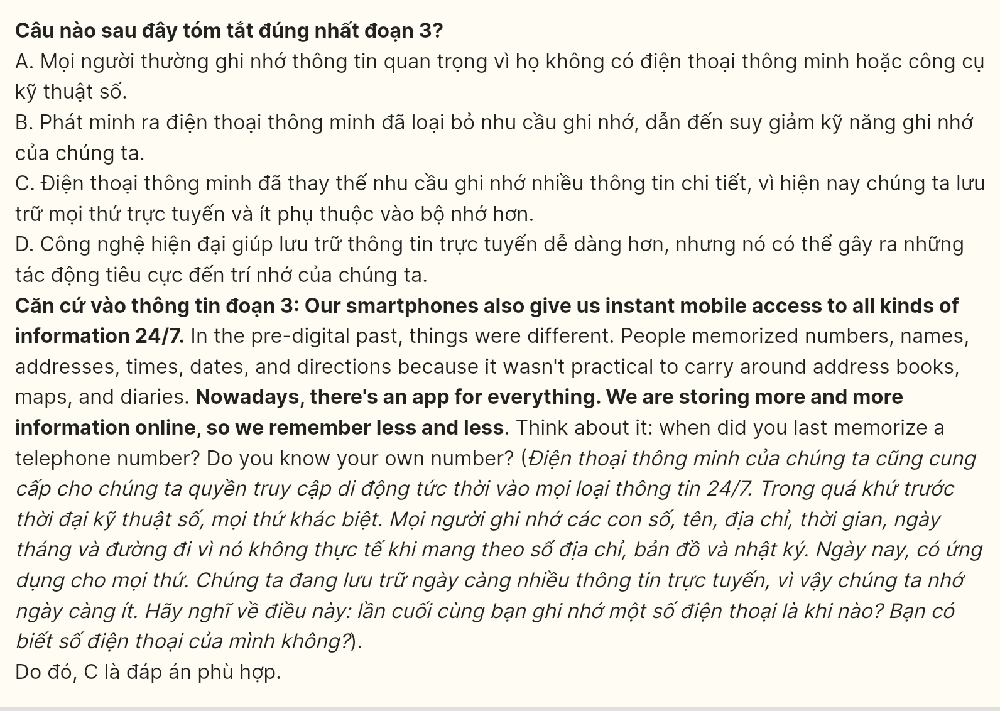 Câu nào sau đây tóm tắt đúng nhất đoạn 3?
A. Mọi người thường ghi nhớ thông tin quan trọng vì họ không có điện thoại thông minh hoặc công cụ
kỹ thuật số.
B. Phát minh ra điện thoại thông minh đã loại bỏ nhu cầu ghi nhớ, dẫn đến suy giảm kỹ năng ghi nhớ
của chúng ta.
C. Điện thoại thông minh đã thay thế nhu cầu ghi nhớ nhiều thông tin chi tiết, vì hiện nay chúng ta lưu
trữ mọi thứ trực tuyến và ít phụ thuộc vào bộ nhớ hơn.
D. Công nghệ hiện đại giúp lưu trữ thông tin trực tuyến dễ dàng hơn, nhưng nó có thể gây ra những
tác động tiêu cực đến trí nhớ của chúng ta.
Căn cứ vào thông tin đoạn 3: Our smartphones also give us instant mobile access to all kinds of
information 24/7. In the pre-digital past, things were different. People memorized numbers, names,
addresses, times, dates, and directions because it wasn't practical to carry around address books,
maps, and diaries. Nowadays, there's an app for everything. We are storing more and more
information online, so we remember less and less. Think about it: when did you last memorize a
telephone number? Do you know your own number? (Điện thoại thông minh của chúng ta cũng cung
cấp cho chúng ta quyền truy cập di động tức thời vào mọi loại thông tin 24/7. Trong quá khứ trước
thời đại kỹ thuật số, mọi thứ khác biệt. Mọi người ghi nhớ các con số, tên, địa chỉ, thời gian, ngày
tháng và đường đi vì nó không thực tế khi mang theo sổ địa chỉ, bản đồ và nhật ký. Ngày nay, có ứng
dụng cho mọi thứ. Chúng ta đang lưu trữ ngày càng nhiều thông tin trực tuyến, vì vậy chúng ta nhớ
ngày càng ít. Hãy nghĩ về điều này: lần cuối cùng bạn ghi nhớ một số điện thoại là khi nào? Bạn có
biết số điện thoại của mình không?).
Do đó, C là đáp án phù hợp.